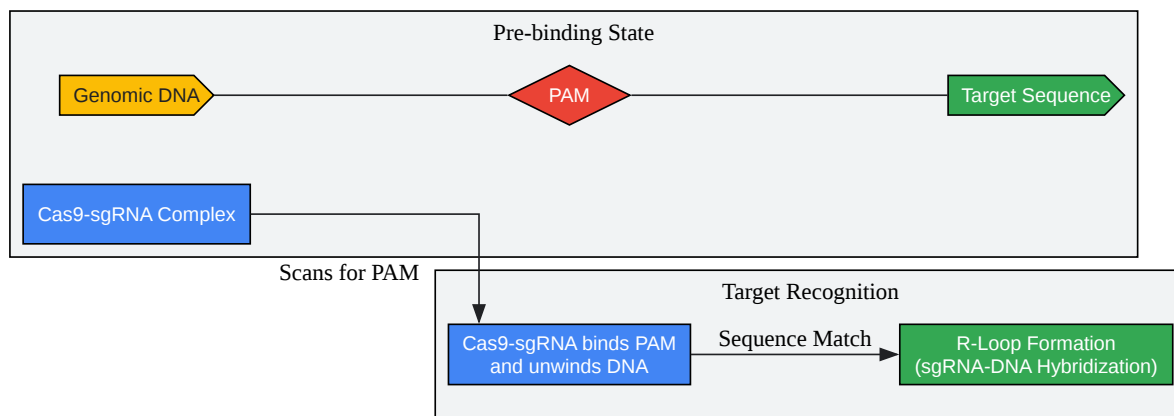 Pre-binding State
Genomic DNA
PAM
Target Sequence
Cas9-sgRNA Complex
Scans for PAM
Target Recognition
Cas9-sgRNA binds PAM
and unwinds DNA
Sequence Match
R-Loop Formation
(sgRNA-DNA Hybridization)